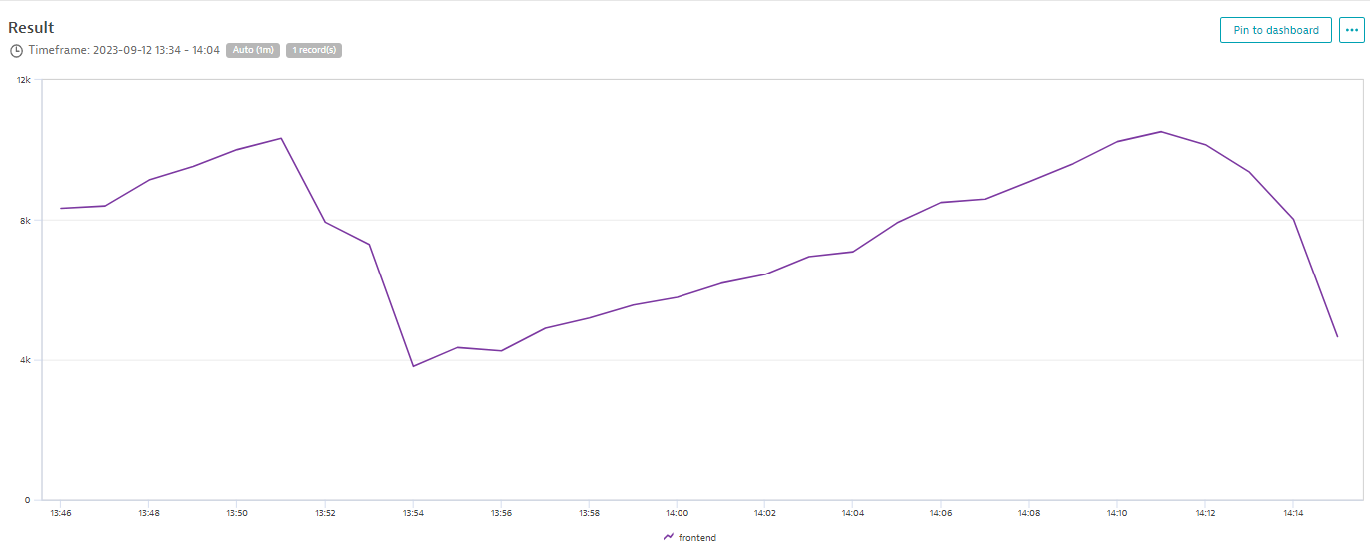 Result
Pin to dashboard
Timeframe: 2023-09-12 13:34 - 14:04 Auto (1m) 1 record(s)
12k
8k
4k
0
13:46 13:48 13:50 13:52 13:54 13:56 13:58 14:00 14:02 14:04 14:06 14:08 14:10 14:12 14:14
frontend